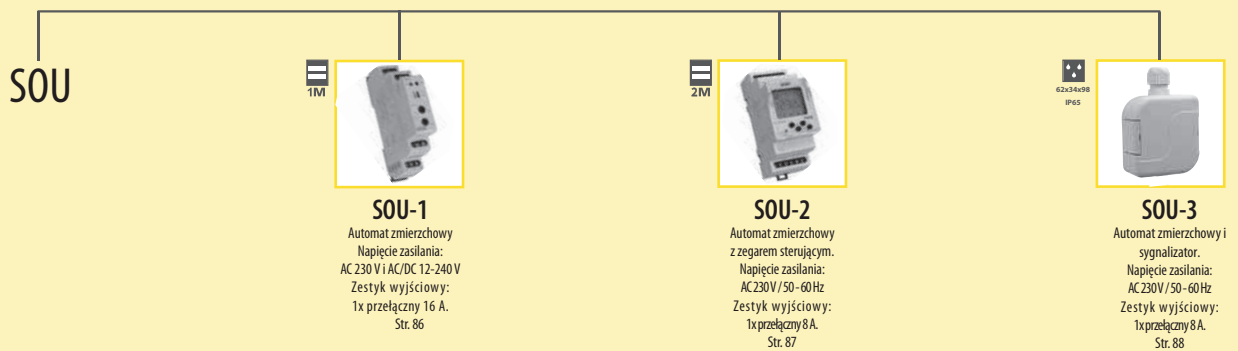 SOU
1M
SOU-1
Automat zmierzchowy
Napięcie zasilania:
AC 230 V i AC/DC 12-240 V
Zestyk wyjściowy:
1x przełączny 16 A.
Str. 86
2M
SOU-2
Automat zmierzchowy
z zegarem sterującym.
Napięcie zasilania:
AC 230 V / 50 - 60 Hz
Zestyk wyjściowy:
1x przełączny 8 A.
Str. 87
62x34x98
IP65
SOU-3
Automat zmierzchowy i
sygnalizator.
Napięcie zasilania:
AC 230 V / 50 - 60 Hz
Zestyk wyjściowy:
1x przełączny 8 A.
Str. 88